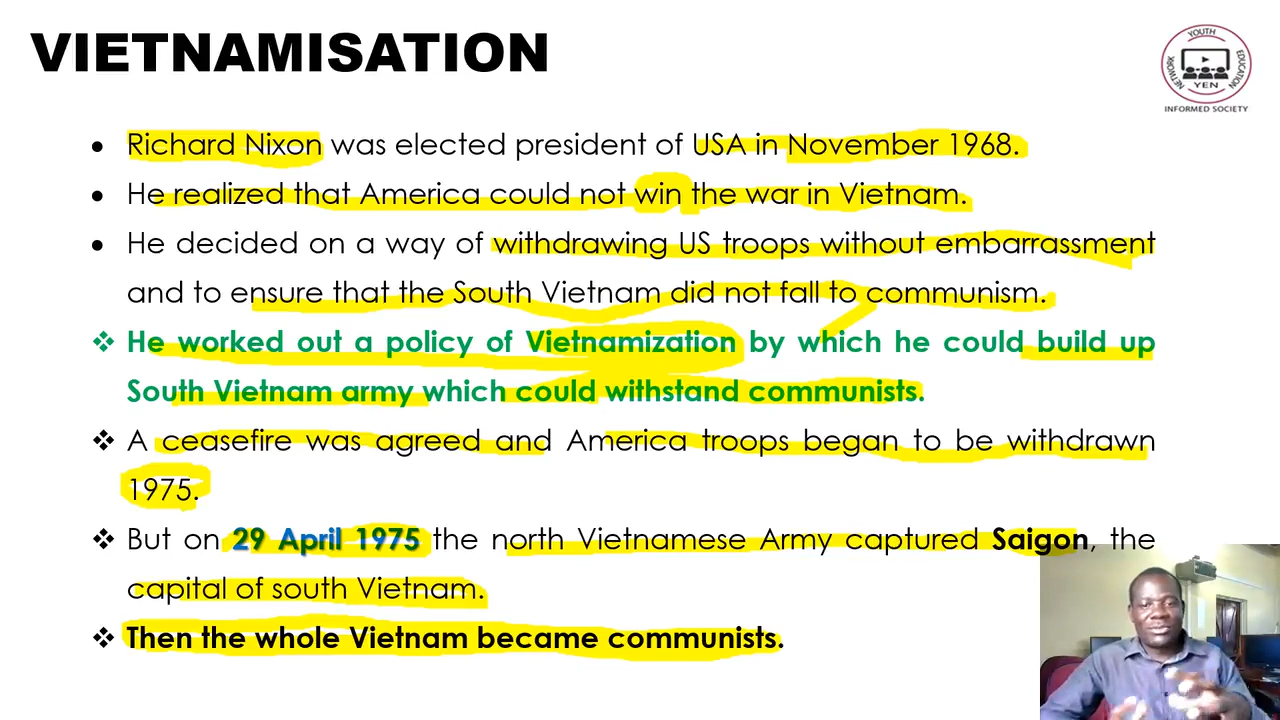 VIETNAMISATION
YOUTH
EDUCATION
NETWORK
YEN
INFORMED SOCIETY
• Richard Nixon was elected president of USA in November 1968.
• He realized that America could not win the war in Vietnam.
• He decided on a way of withdrawing US troops without embarrassment
and to ensure that the South Vietnam did not fall to communism.
❖ He worked out a policy of Vietnamization by which he could build up
South Vietnam army which could withstand communists.
❖ A ceasefire was agreed and America troops began to be withdrawn
1975.
❖ But on 29 April 1975 the north Vietnamese Army captured Saigon, the
capital of south Vietnam.
❖ Then the whole Vietnam became communists.